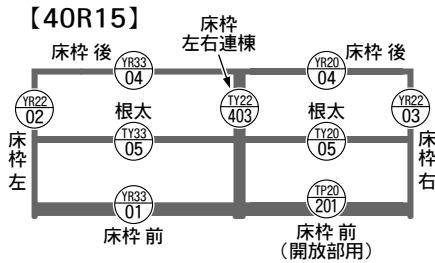 【40R15】
床枠
左右連棟
床枠 後
YR33
04
YR20
04
床枠 後
YR22
02
床枠 左
根太
TY33
05
TY22
403
根太
TY20
05
YR22
03
床枠 右
YR33
01
床枠 前
TP20
201
床枠 前
（開放部用）